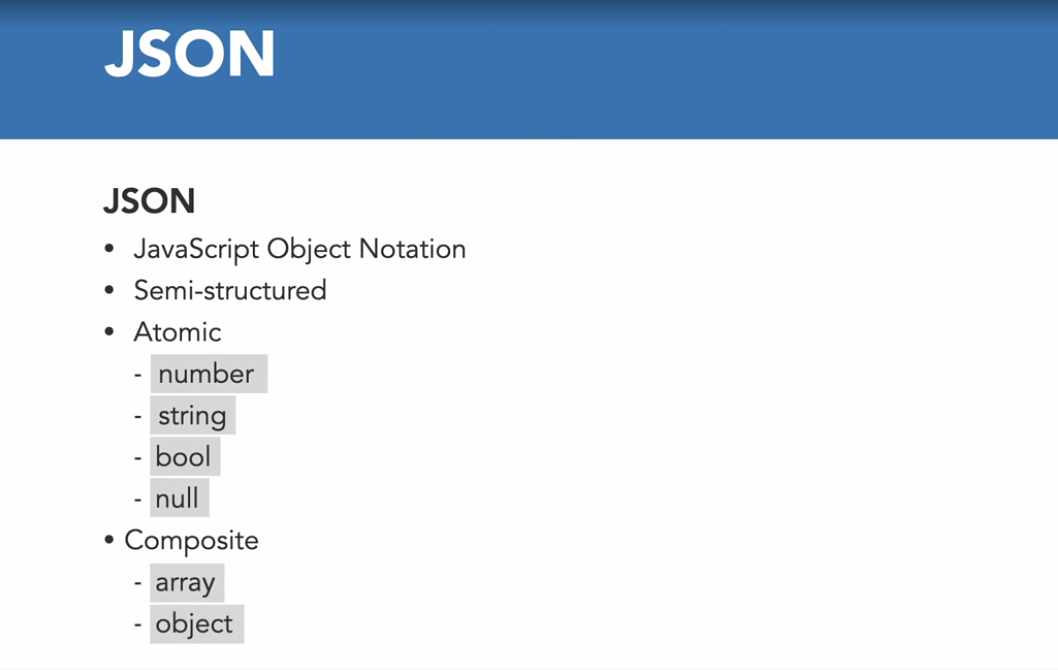 JSON
JSON
• JavaScript Object Notation
• Semi-structured
• Atomic
- number
- string
- bool
- null
• Composite
- array
- object